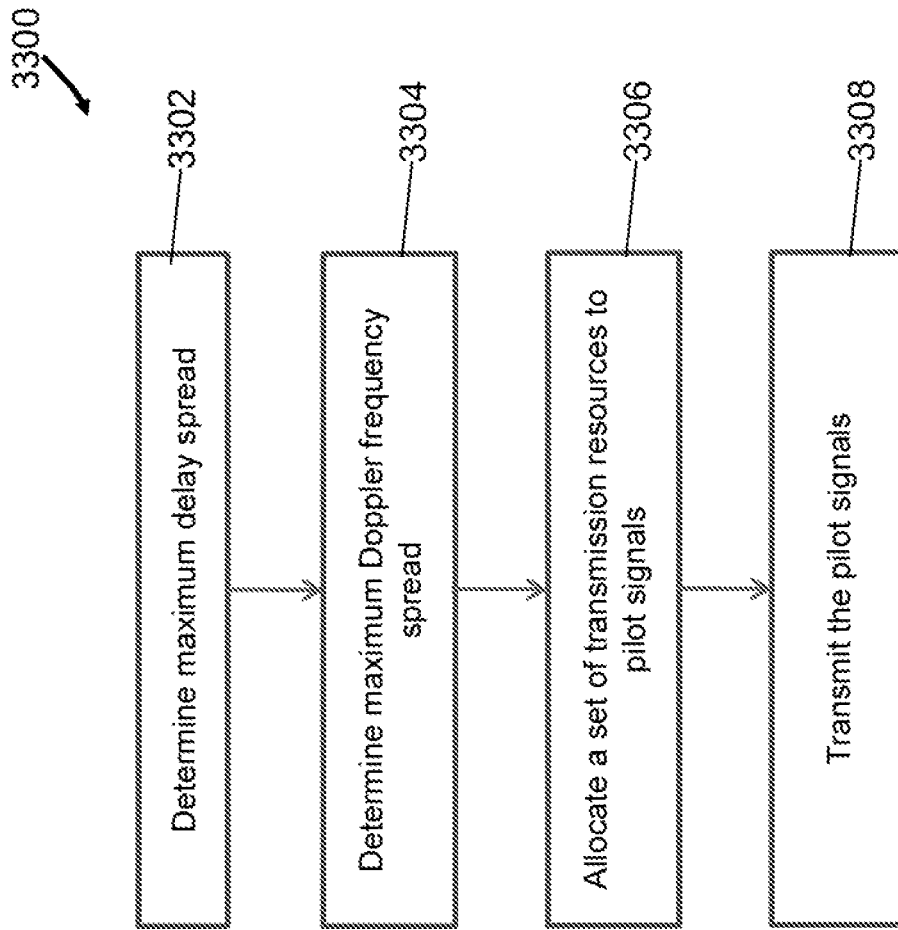 3300
Determine maximum delay spread
3302
Determine maximum Doppler frequency
spread
3304
Allocate a set of transmission resources to
pilot signals
3306
Transmit the pilot signals
3308